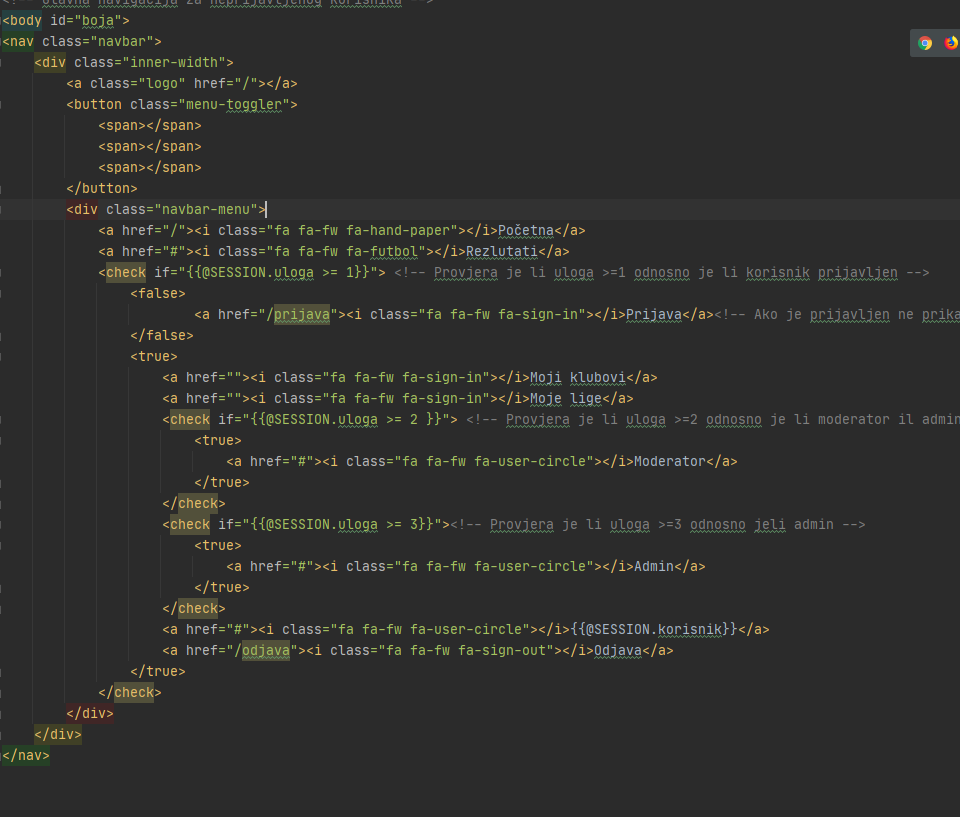 <!-- Glavna navigacija za neprijavljenog korisnika -->
<body id="boja">
<nav class="navbar">
    <div class="inner-width">
        <a class="logo" href="/"></a>
        <button class="menu-toggler">
            <span></span>
            <span></span>
            <span></span>
        </button>
        <div class="navbar-menu">
            <a href="/"><i class="fa fa-fw fa-hand-paper"></i>Početna</a>
            <a href="#"><i class="fa fa-fw fa-futbol"></i>Rezlutati</a>
            <check if="{{@SESSION.uloga >= 1}}"> <!-- Provjera je li uloga >=1 odnosno je li korisnik prijavljen -->
                <false>
                        <a href="/prijava"><i class="fa fa-fw fa-sign-in"></i>Prijava</a><!-- Ako je prijavljen ne prika
                </false>
                <true>
                    <a href=""><i class="fa fa-fw fa-sign-in"></i>Moji klubovi</a>
                    <a href=""><i class="fa fa-fw fa-sign-in"></i>Moje lige</a>
                    <check if="{{@SESSION.uloga >= 2 }}"> <!-- Provjera je li uloga >=2 odnosno je li moderator il admin
                        <true>
                            <a href="#"><i class="fa fa-fw fa-user-circle"></i>Moderator</a>
                        </true>
                    </check>
                    <check if="{{@SESSION.uloga >= 3}}"><!-- Provjera je li uloga >=3 odnosno jeli admin -->
                        <true>
                            <a href="#"><i class="fa fa-fw fa-user-circle"></i>Admin</a>
                        </true>
                    </check>
                    <a href="#"><i class="fa fa-fw fa-user-circle"></i>{{@SESSION.korisnik}}</a>
                    <a href="/odjava"><i class="fa fa-fw fa-sign-out"></i>Odjava</a>
                </true>
            </check>
        </div>
    </div>
</nav>